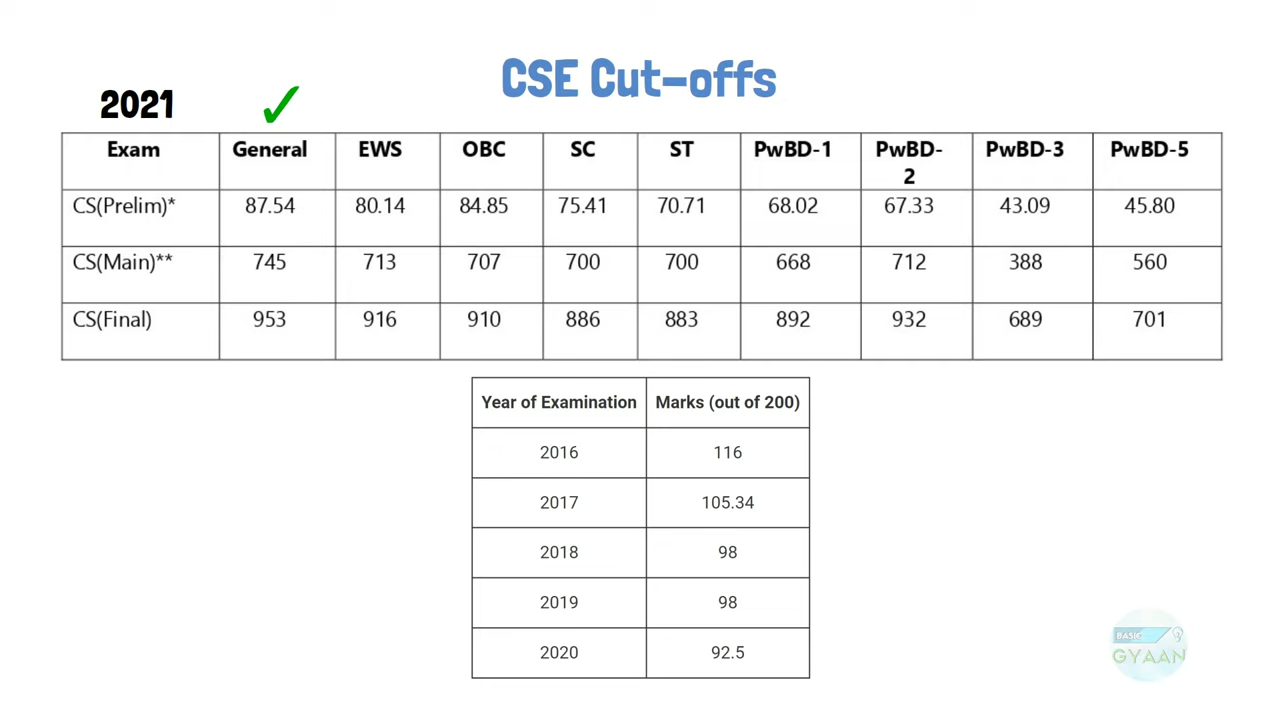 CSE Cut-offs
2021
Exam General EWS OBC SC ST PwBD-1 PwBD-2 PwBD-3 PwBD-5
CS(Prelim)* 87.54 80.14 84.85 75.41 70.71 68.02 67.33 43.09 45.80
CS(Main)** 745 713 707 700 700 668 712 388 560
CS(Final) 953 916 910 886 883 892 932 689 701
Year of Examination Marks (out of 200)
2016 116
2017 105.34
2018 98
2019 98
2020 92.5
BASIC
GYAAN